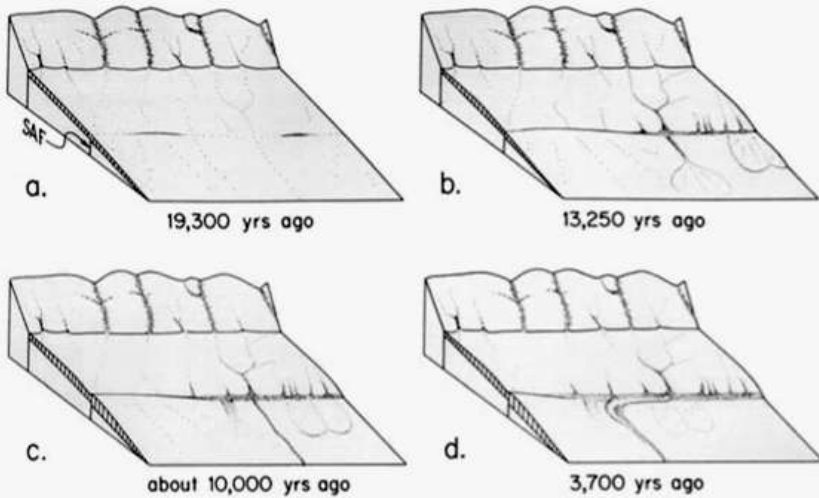 SAF
a.
19,300 yrs ago
b.
13,250 yrs ago
c.
about 10,000 yrs ago
d.
3,700 yrs ago